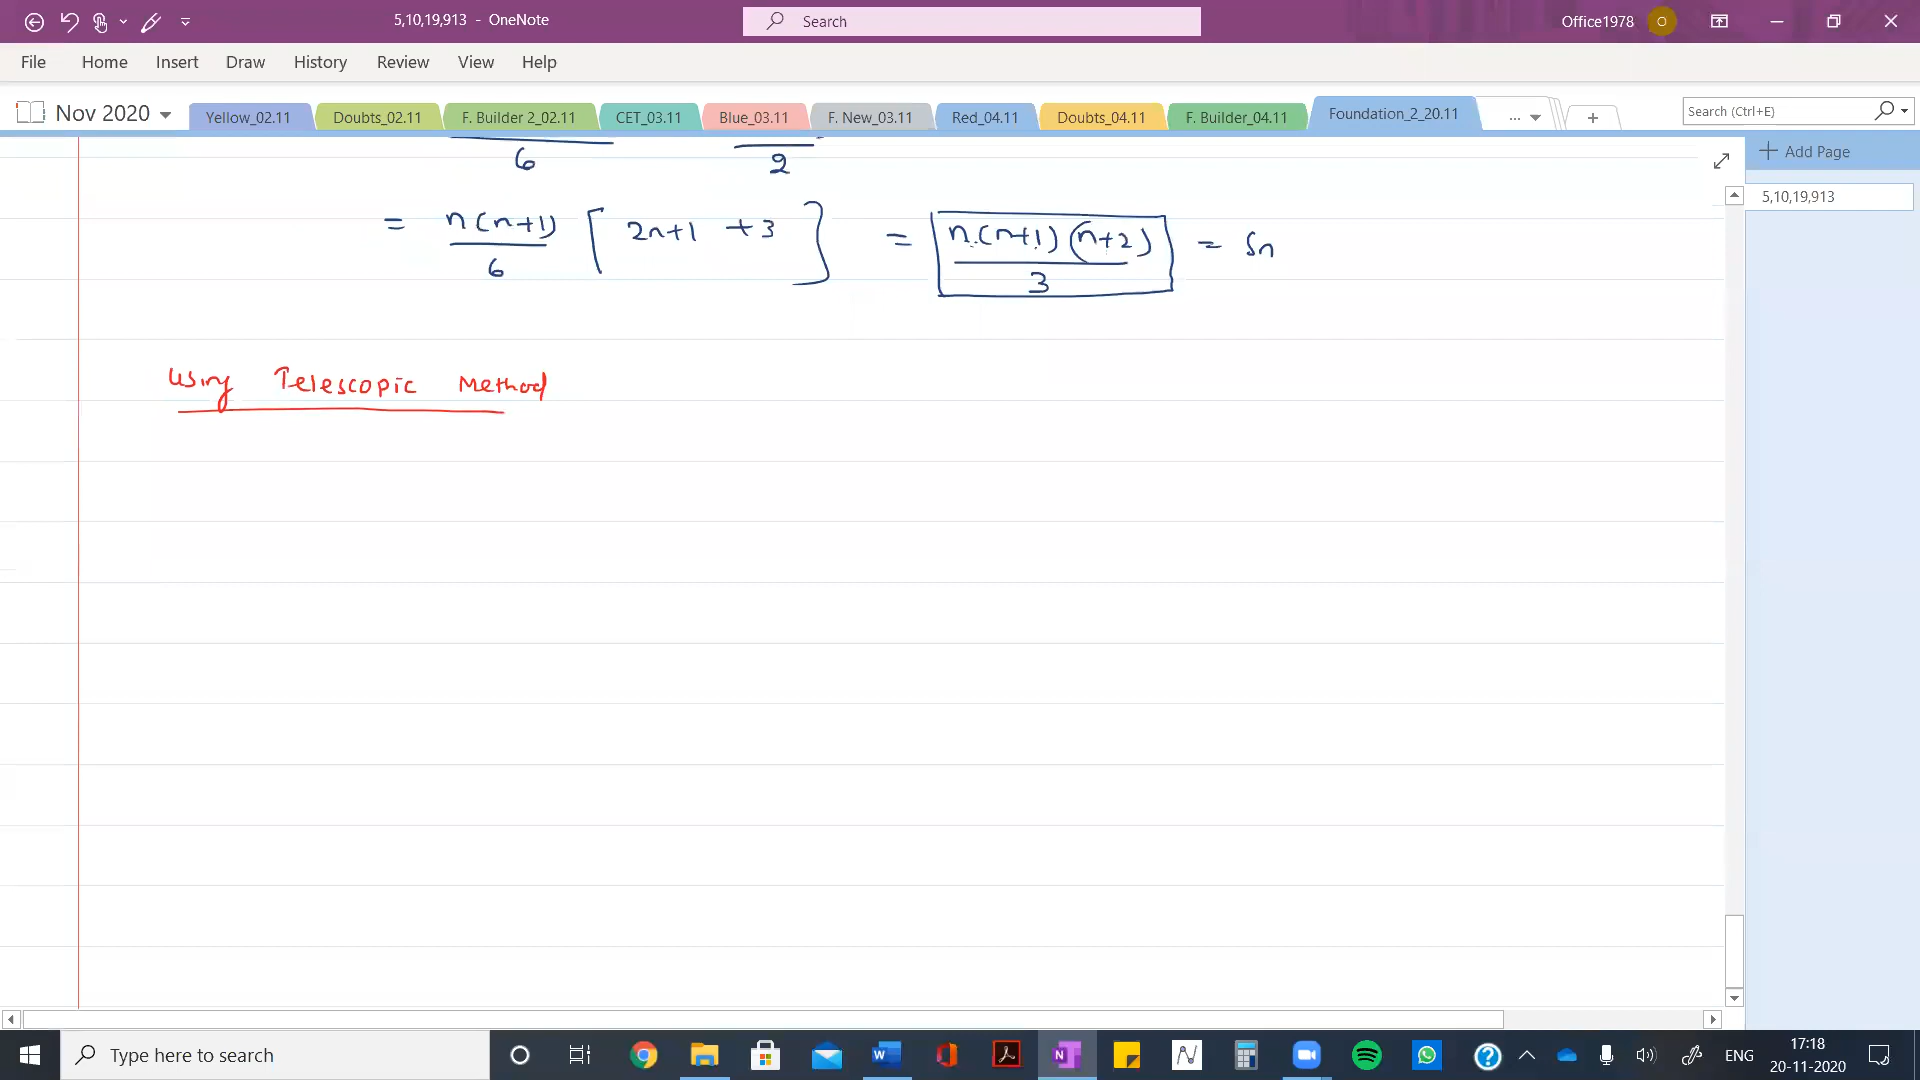 5,10,19,913 - OneNote
Search
Office1978
O
File Home Insert Draw History Review View Help
Nov 2020
Yellow_02.11 Doubts_02.11 F. Builder 2_02.11 CET_03.11 Blue_03.11 F. New_03.11 Red_04.11 Doubts_04.11 F. Builder_04.11 Foundation_2_20.11 ... +
Search (Ctrl+E)
Add Page
5,10,19,913
6 2
= n(n+1)/6 [2n+1 +3] = n(n+1)(n+2)/3 = Sn
Using Telescopic Method
Type here to search
ENG
17:18
20-11-2020